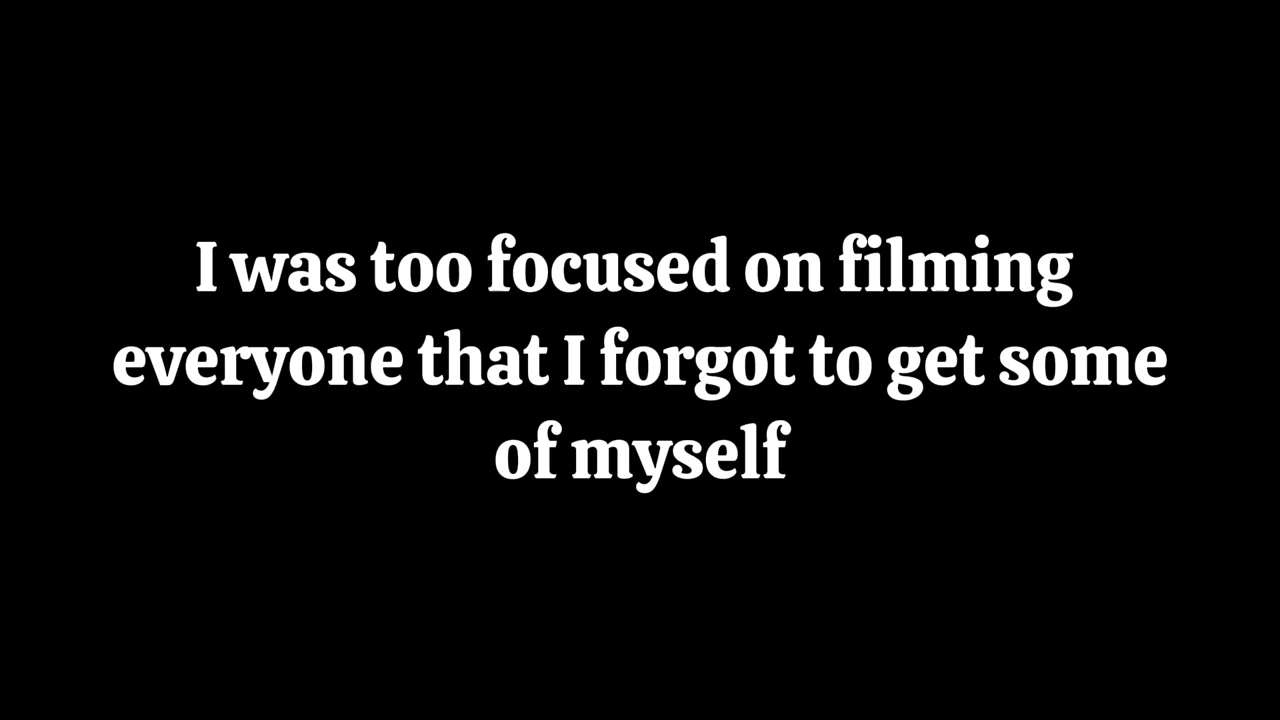 I was too focused on filming
everyone that I forgot to get some
of myself